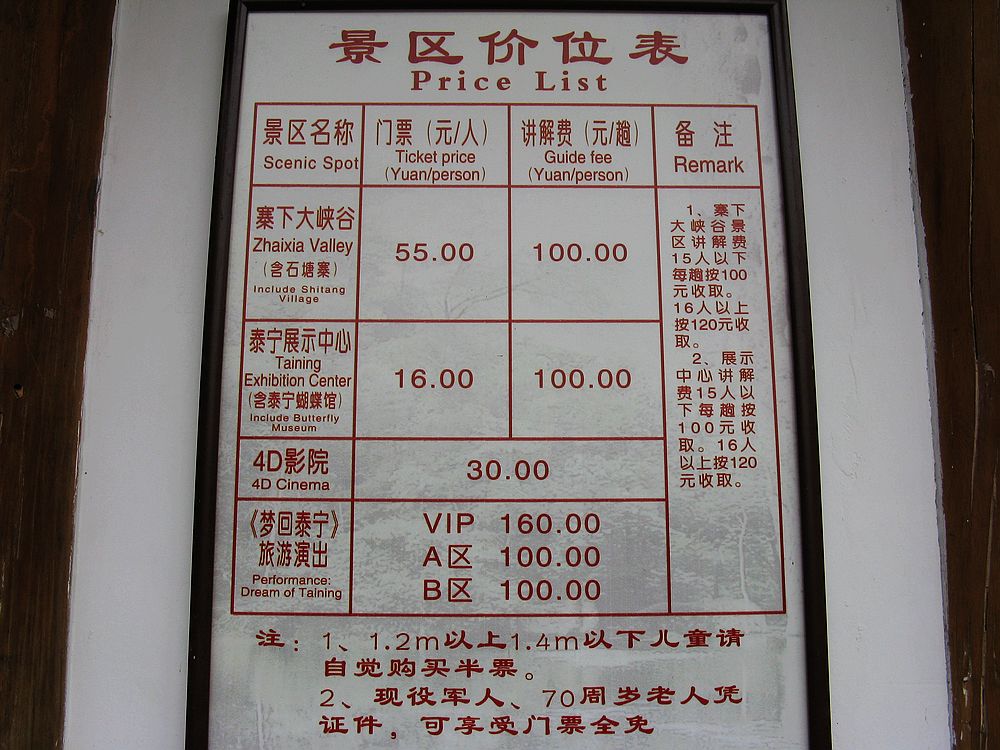 景区价位表
Price List
景区名称
Scenic Spot
门票（元/人）
Ticket price
(Yuan/person)
讲解费（元/趟）
Guide fee
(Yuan/person)
备注
Remark
寨下大峡谷
Zhaixia Valley
（含石塘寨）
Include Shitang
Village
55.00
100.00
泰宁展示中心
Taining
Exhibition Center
（含泰宁蝴蝶馆）
Include Butterfly
Museum
16.00
100.00
4D影院
4D Cinema
30.00
《梦回泰宁》
旅游演出
Performance:
Dream of Taining
VIP 160.00
A区 100.00
B区 100.00
1、寨下
大峡谷景
区讲解费
15人以下
每趟按100
元收取。
16人以上
按120元收
取。
2、展示
中心讲解
费15人以
下每趟按
100元收
取。16人
以上按120
元收取。
注：1、1.2m以上1.4m以下儿童请
自觉购买半票。
2、现役军人、70周岁老人凭
证件，可享受门票全免